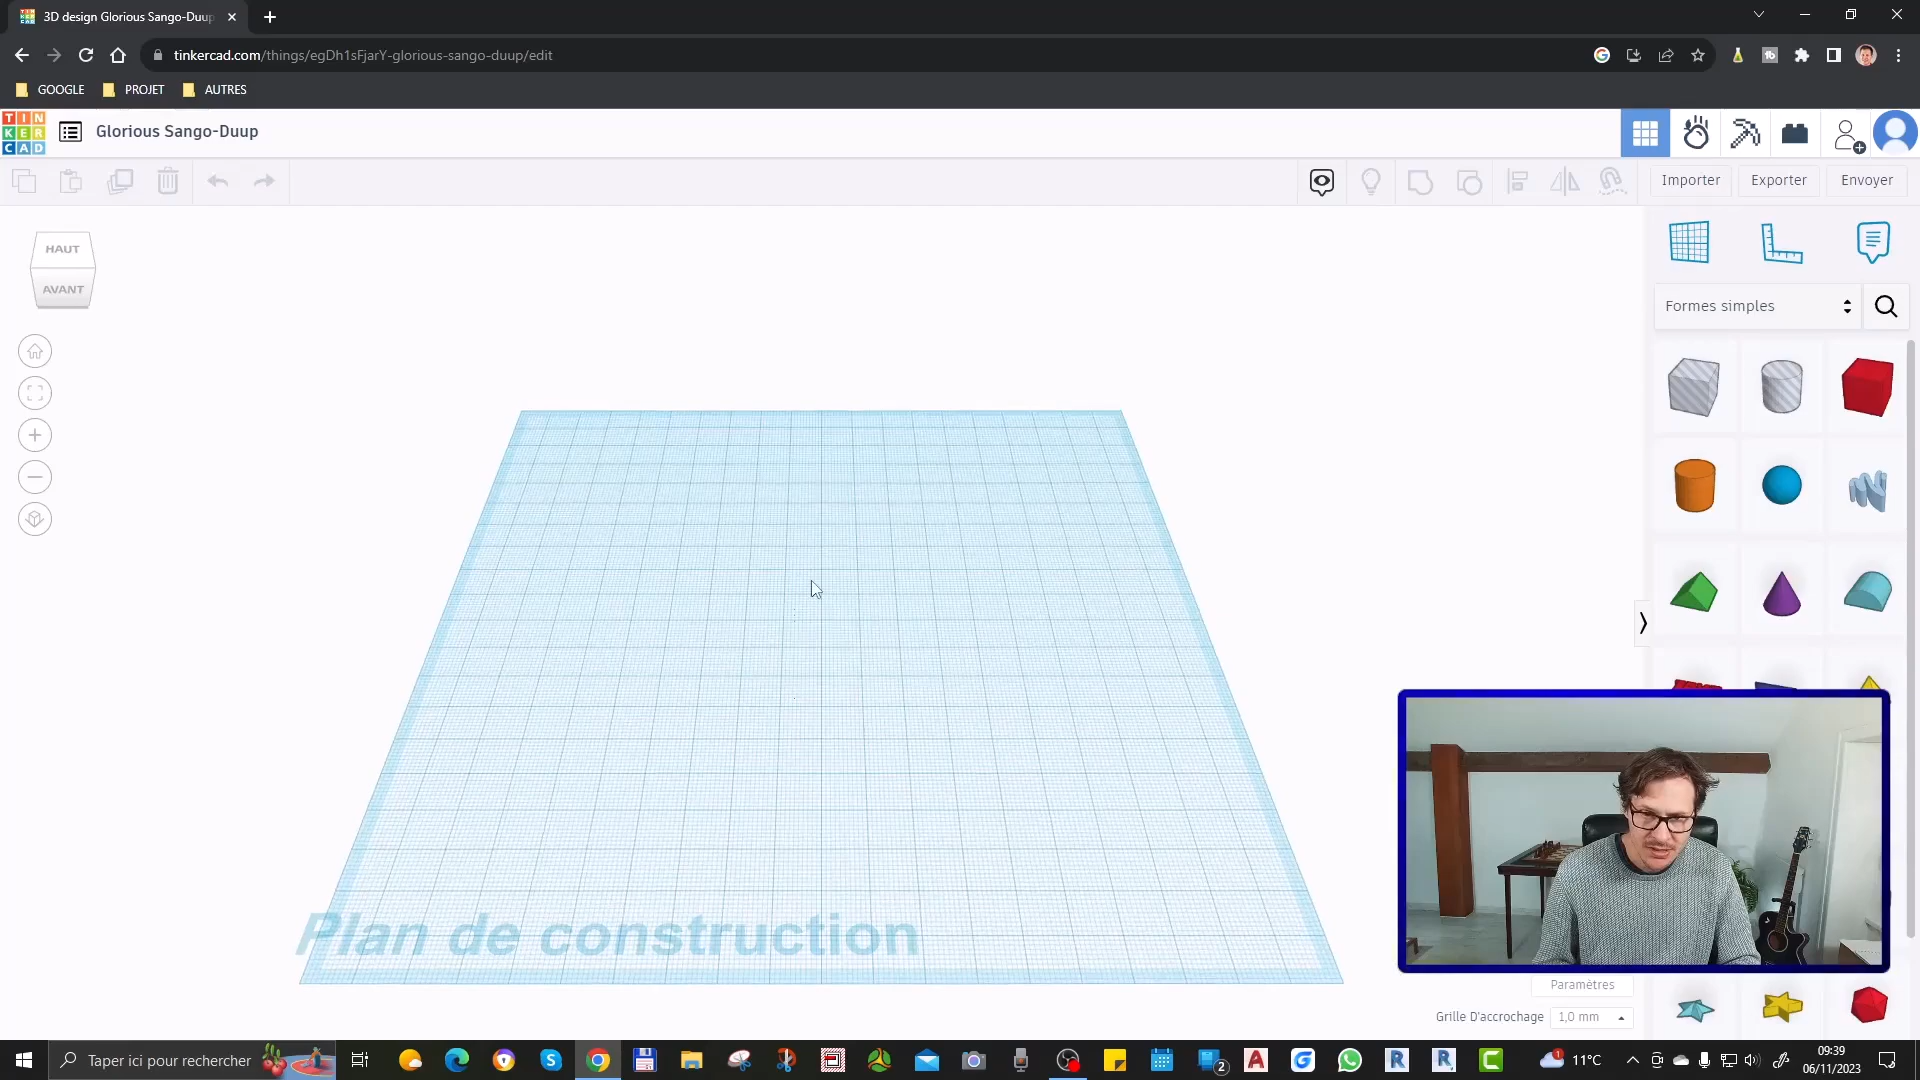 3D design Glorious Sango-Duup
tinkercad.com/things/egDh1sFjarY-glorious-sango-duup/edit
GOOGLE PROJET AUTRES
TIN
KER
CAD
Glorious Sango-Duup
Importer Exporter Envoyer
HAUT
AVANT
Formes simples
Plan de construction
Paramètres
Grille D'accrochage 1,0 mm
Taper ici pour rechercher
2
1
11°C
09:39
06/11/2023